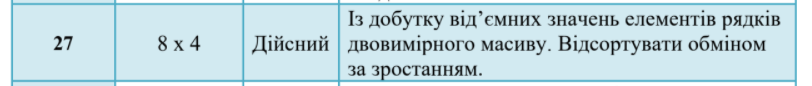 27
8 x 4
Дійсний
Із добутку від’ємних значень елементів рядків
двовимірного масиву. Відсортувати обміном
за зростанням.